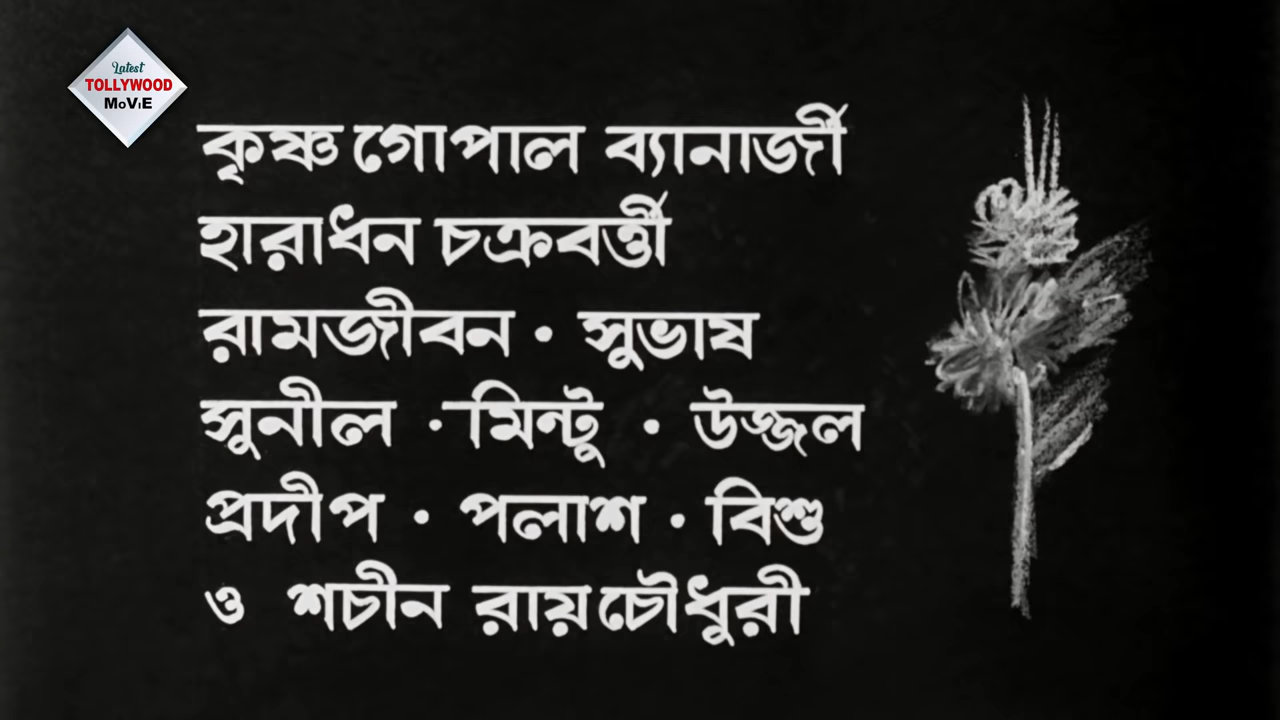 Latest
TOLLYWOOD
MoViE
কৃষ্ণ গোপাল ব্যানার্জী
হারাধন চক্রবর্ত্তী
রামজীবন · সুভাষ
সুনীল · মিন্টু · উজ্জল
প্রদীপ · পলাশ · বিশু
ও শচীন রায়চৌধুরী